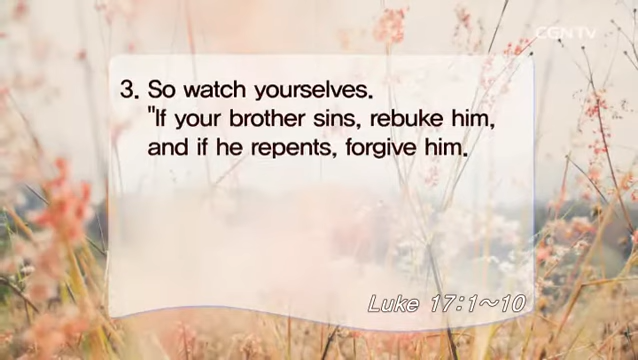 CGNTV
3. So watch yourselves.
"If your brother sins, rebuke him,
and if he repents, forgive him.
Luke 17:1~10